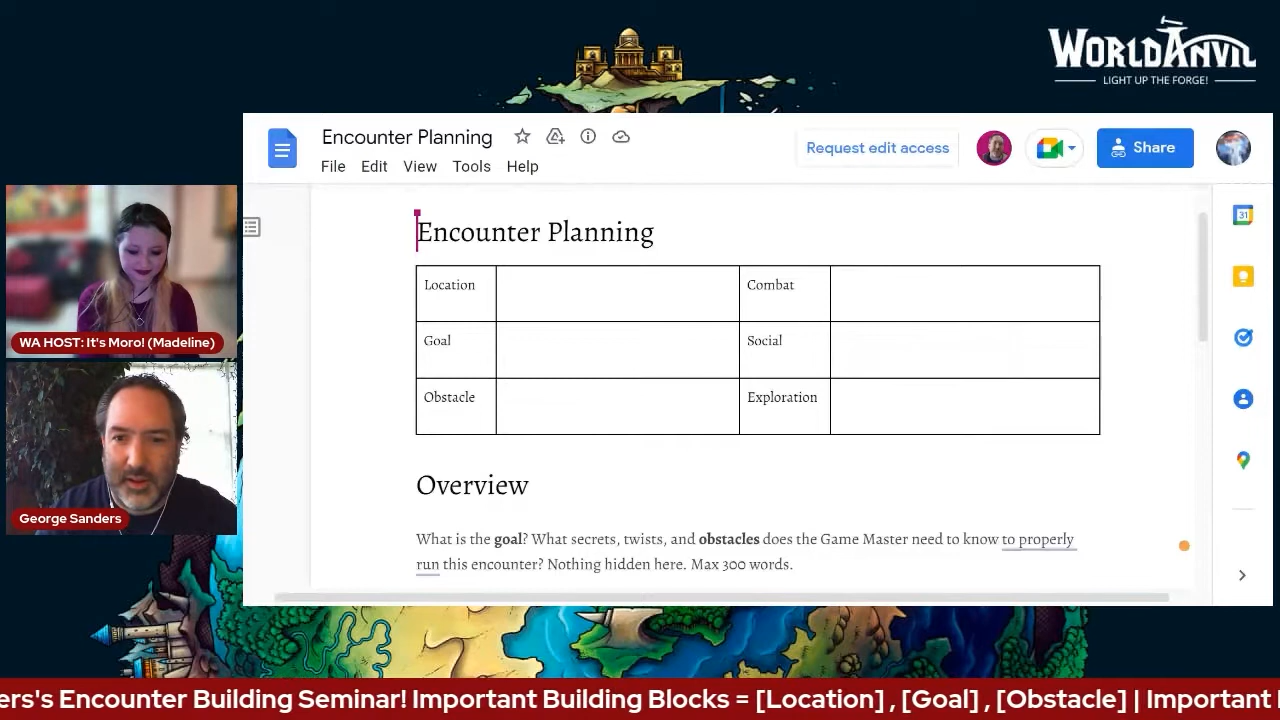 WORLDANVIL
LIGHT UP THE FORGE!
Encounter Planning
Request edit access
Share
File Edit View Tools Help
Encounter Planning
Location Combat
Goal Social
Obstacle Exploration
Overview
What is the goal? What secrets, twists, and obstacles does the Game Master need to know to properly
run this encounter? Nothing hidden here. Max 300 words.
31
WA HOST: It's Moro! (Madeline)
George Sanders
ers's Encounter Building Seminar! Important Building Blocks = [Location] , [Goal] , [Obstacle] | Important